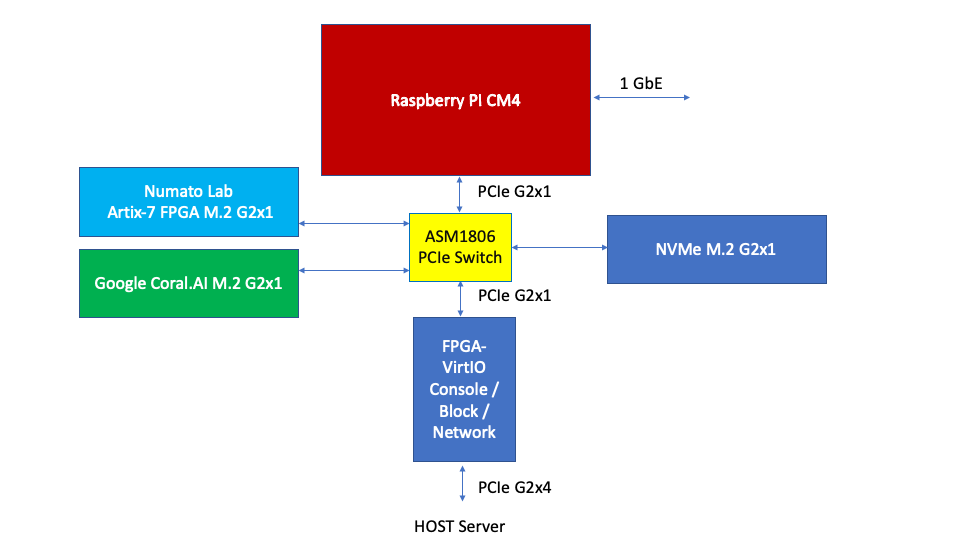 Raspberry PI CM4
1 GbE
PCIe G2x1
Numato Lab
Artix-7 FPGA M.2 G2x1
ASM1806
PCIe Switch
NVMe M.2 G2x1
Google Coral.AI M.2 G2x1
PCIe G2x1
FPGA-
VirtIO
Console /
Block /
Network
PCIe G2x4
HOST Server